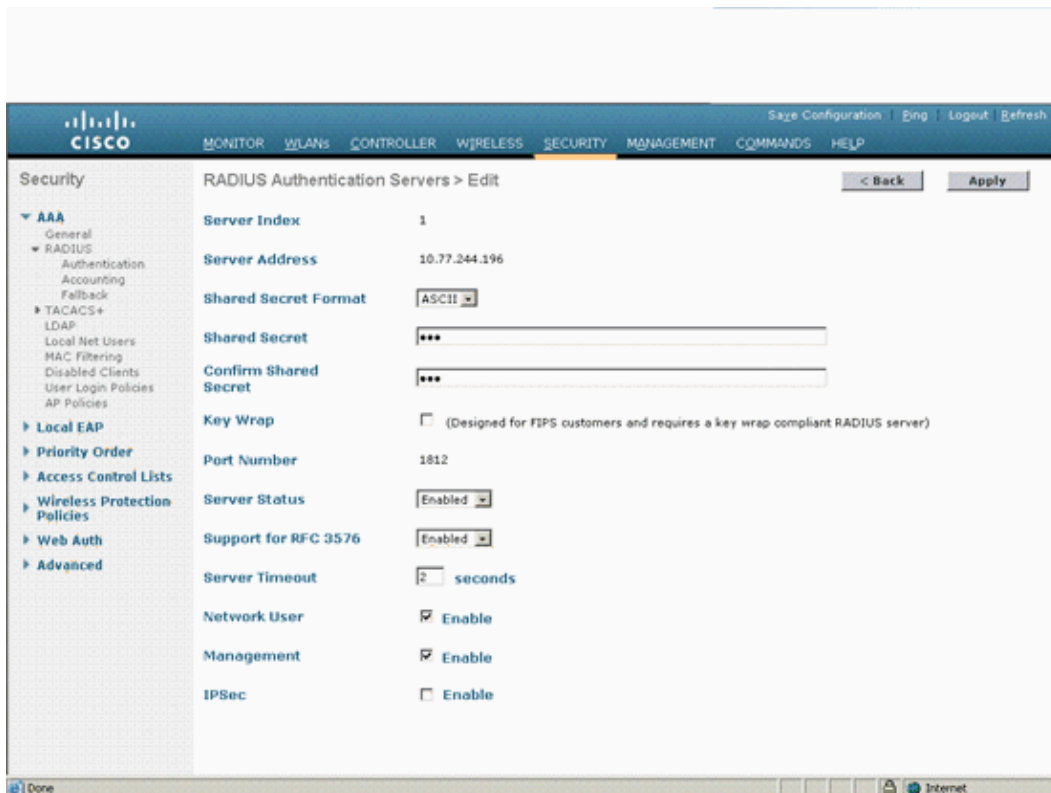 Save Configuration | Ping | Logout | Refresh
CISCO
MONITOR WLANs CONTROLLER WIRELESS SECURITY MANAGEMENT COMMANDS HELP
Security
AAA
General
RADIUS
Authentication
Accounting
Fallback
TACACS+
LDAP
Local Net Users
MAC Filtering
Disabled Clients
User Login Policies
AP Policies
Local EAP
Priority Order
Access Control Lists
Wireless Protection
Policies
Web Auth
Advanced
RADIUS Authentication Servers > Edit
< Back Apply
Server Index 1
Server Address 10.77.244.196
Shared Secret Format ASCII
Shared Secret •••
Confirm Shared
Secret •••
Key Wrap (Designed for FIPS customers and requires a key wrap compliant RADIUS server)
Port Number 1812
Server Status Enabled
Support for RFC 3576 Enabled
Server Timeout 2 seconds
Network User Enable
Management Enable
IPSec Enable
Done Internet